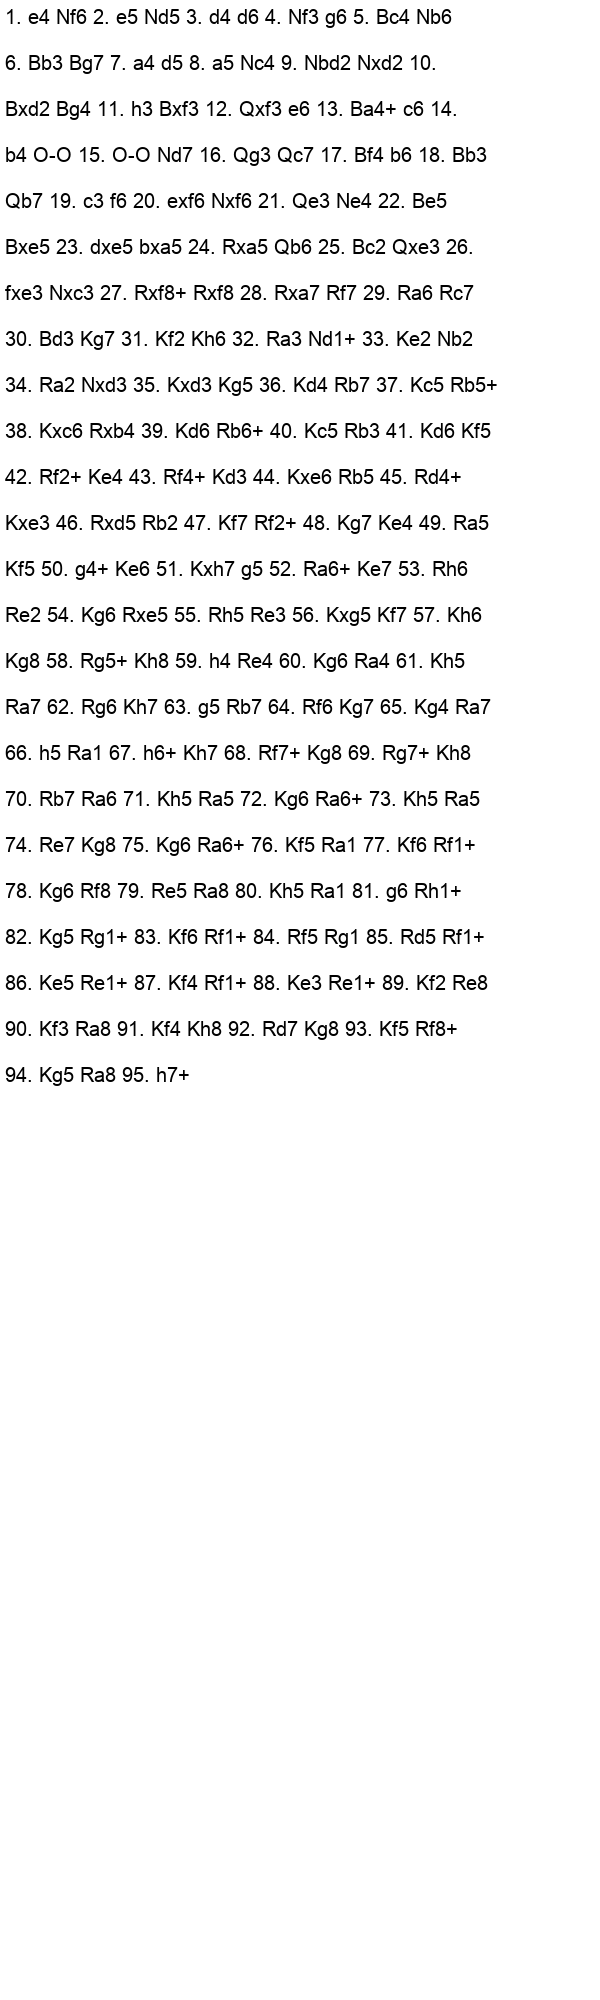 1. e4 Nf6 2. e5 Nd5 3. d4 d6 4. Nf3 g6 5. Bc4 Nb6
6. Bb3 Bg7 7. a4 d5 8. a5 Nc4 9. Nbd2 Nxd2 10.
Bxd2 Bg4 11. h3 Bxf3 12. Qxf3 e6 13. Ba4+ c6 14.
b4 O-O 15. O-O Nd7 16. Qg3 Qc7 17. Bf4 b6 18. Bb3
Qb7 19. c3 f6 20. exf6 Nxf6 21. Qe3 Ne4 22. Be5
Bxe5 23. dxe5 bxa5 24. Rxa5 Qb6 25. Bc2 Qxe3 26.
fxe3 Nxc3 27. Rxf8+ Rxf8 28. Rxa7 Rf7 29. Ra6 Rc7
30. Bd3 Kg7 31. Kf2 Kh6 32. Ra3 Nd1+ 33. Ke2 Nb2
34. Ra2 Nxd3 35. Kxd3 Kg5 36. Kd4 Rb7 37. Kc5 Rb5+
38. Kxc6 Rxb4 39. Kd6 Rb6+ 40. Kc5 Rb3 41. Kd6 Kf5
42. Rf2+ Ke4 43. Rf4+ Kd3 44. Kxe6 Rb5 45. Rd4+
Kxe3 46. Rxd5 Rb2 47. Kf7 Rf2+ 48. Kg7 Ke4 49. Ra5
Kf5 50. g4+ Ke6 51. Kxh7 g5 52. Ra6+ Ke7 53. Rh6
Re2 54. Kg6 Rxe5 55. Rh5 Re3 56. Kxg5 Kf7 57. Kh6
Kg8 58. Rg5+ Kh8 59. h4 Re4 60. Kg6 Ra4 61. Kh5
Ra7 62. Rg6 Kh7 63. g5 Rb7 64. Rf6 Kg7 65. Kg4 Ra7
66. h5 Ra1 67. h6+ Kh7 68. Rf7+ Kg8 69. Rg7+ Kh8
70. Rb7 Ra6 71. Kh5 Ra5 72. Kg6 Ra6+ 73. Kh5 Ra5
74. Re7 Kg8 75. Kg6 Ra6+ 76. Kf5 Ra1 77. Kf6 Rf1+
78. Kg6 Rf8 79. Re5 Ra8 80. Kh5 Ra1 81. g6 Rh1+
82. Kg5 Rg1+ 83. Kf6 Rf1+ 84. Rf5 Rg1 85. Rd5 Rf1+
86. Ke5 Re1+ 87. Kf4 Rf1+ 88. Ke3 Re1+ 89. Kf2 Re8
90. Kf3 Ra8 91. Kf4 Kh8 92. Rd7 Kg8 93. Kf5 Rf8+
94. Kg5 Ra8 95. h7+